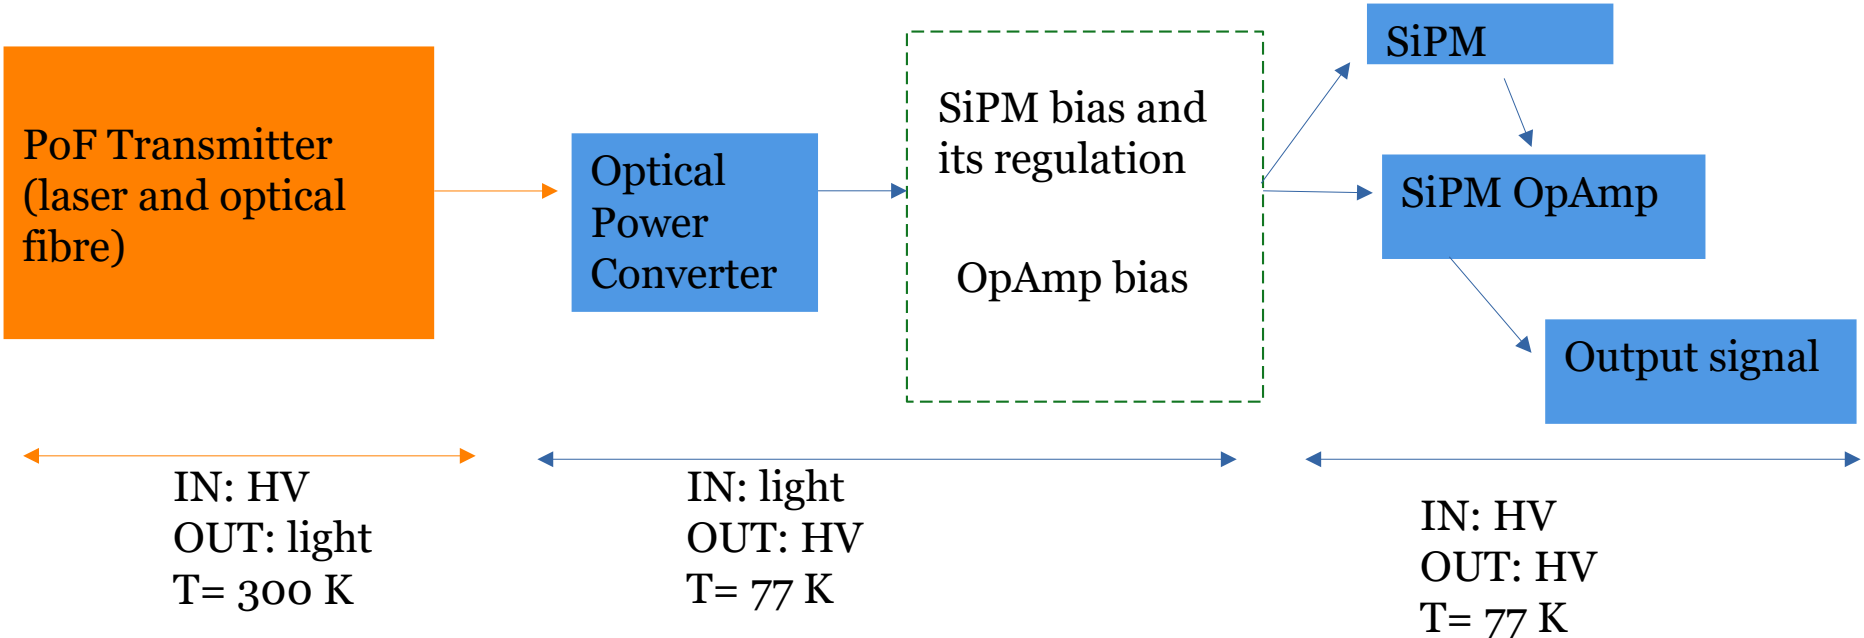 PoF Transmitter
(laser and optical
fibre)
Optical
Power
Converter
SiPM bias and
its regulation
OpAmp bias
SiPM
SiPM OpAmp
Output signal
IN: HV
OUT: light
T= 300 K
IN: light
OUT: HV
T= 77 K
IN: HV
OUT: HV
T= 77 K